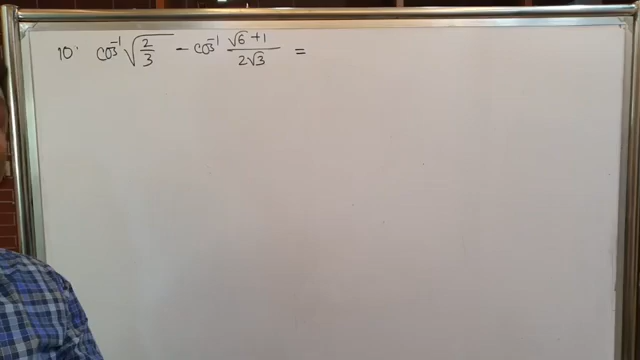 10. cos⁻¹ √(2/3) − cos⁻¹ (√6 + 1)/(2√3) =